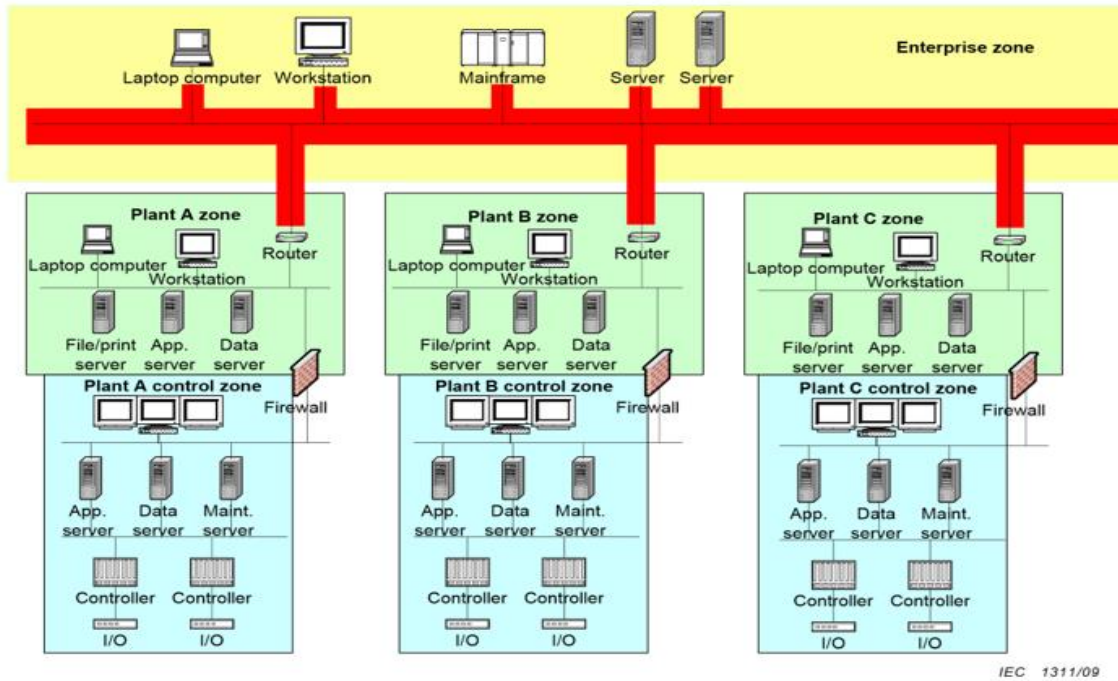 Enterprise zone
Laptop computer Workstation Mainframe Server Server
Plant A zone
Router
Laptop computer
Workstation
File/print App. Data
server server server
Plant A control zone
Firewall
App. Data Maint.
server server server
Controller Controller
I/O I/O
Plant B zone
Router
Laptop computer
Workstation
File/print App. Data
server server server
Plant B control zone
Firewall
App. Data Maint.
server server server
Controller Controller
I/O I/O
Plant C zone
Router
Laptop computer
Workstation
File/print App. Data
server server server
Plant C control zone
Firewall
App. Data Maint.
server server server
Controller Controller
I/O I/O
IEC 1311/09